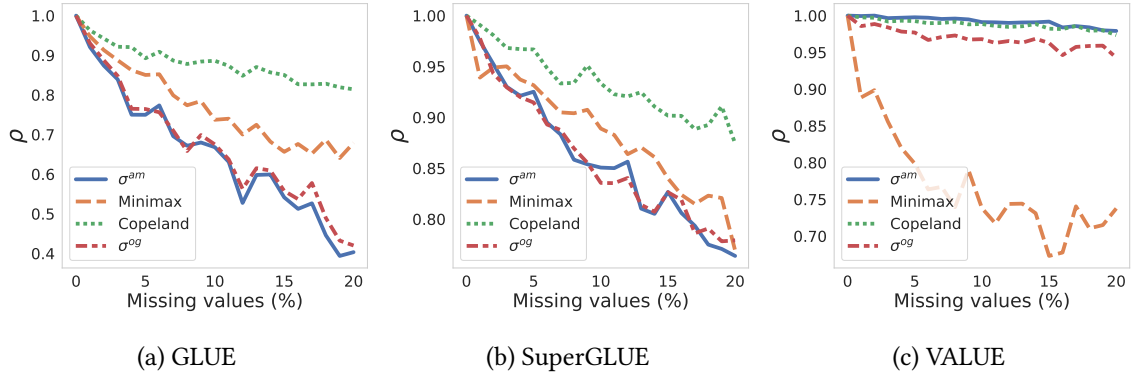 1.0
0.9
0.8
0.7
0.6
0.5
0.4
ρ
σ^am
Minimax
Copeland
σ^og
0 5 10 15 20
Missing values (%)
(a) GLUE
1.00
0.95
0.90
0.85
0.80
ρ
σ^am
Minimax
Copeland
σ^og
0 5 10 15 20
Missing values (%)
(b) SuperGLUE
1.00
0.95
0.90
0.85
0.80
0.75
0.70
ρ
σ^am
Minimax
Copeland
σ^og
0 5 10 15 20
Missing values (%)
(c) VALUE